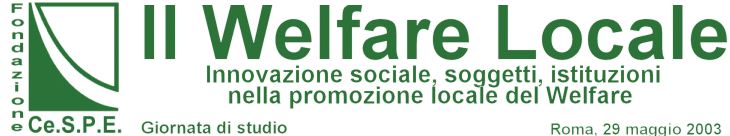 Fondazione
Ce.S.P.E.
Il Welfare Locale
Innovazione sociale, soggetti, istituzioni
nella promozione locale del Welfare
Giornata di studio
Roma, 29 maggio 2003